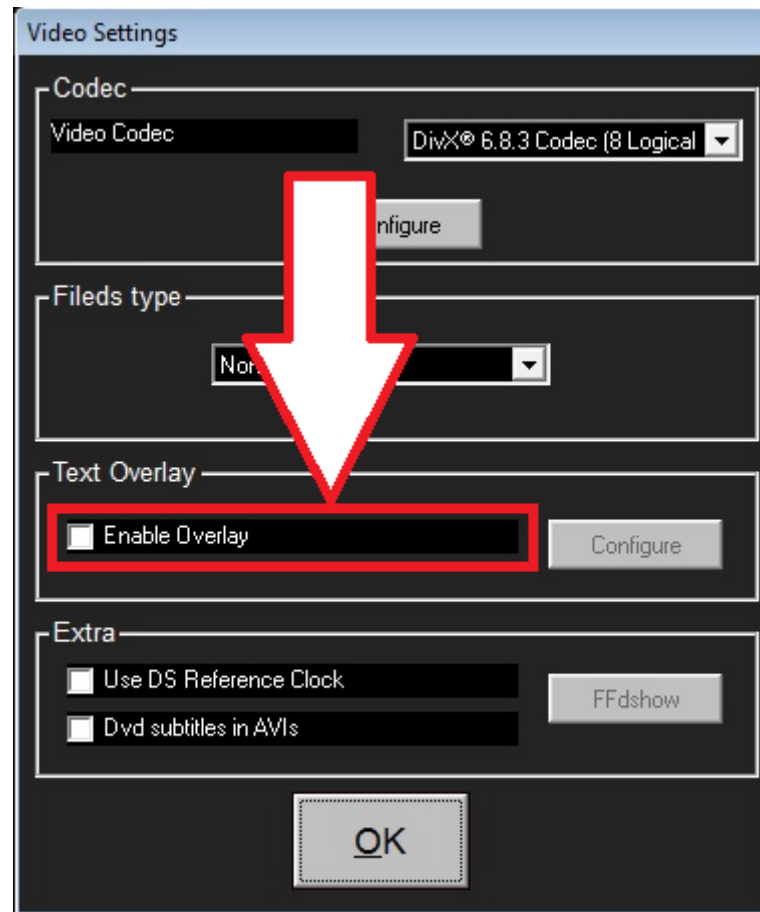 Video Settings
Codec
Video Codec
DivX® 6.8.3 Codec (8 Logical
nfigure
Fileds type
Text Overlay
Enable Overlay
Configure
Extra
Use DS Reference Clock
FFdshow
Dvd subtitles in AVIs
OK